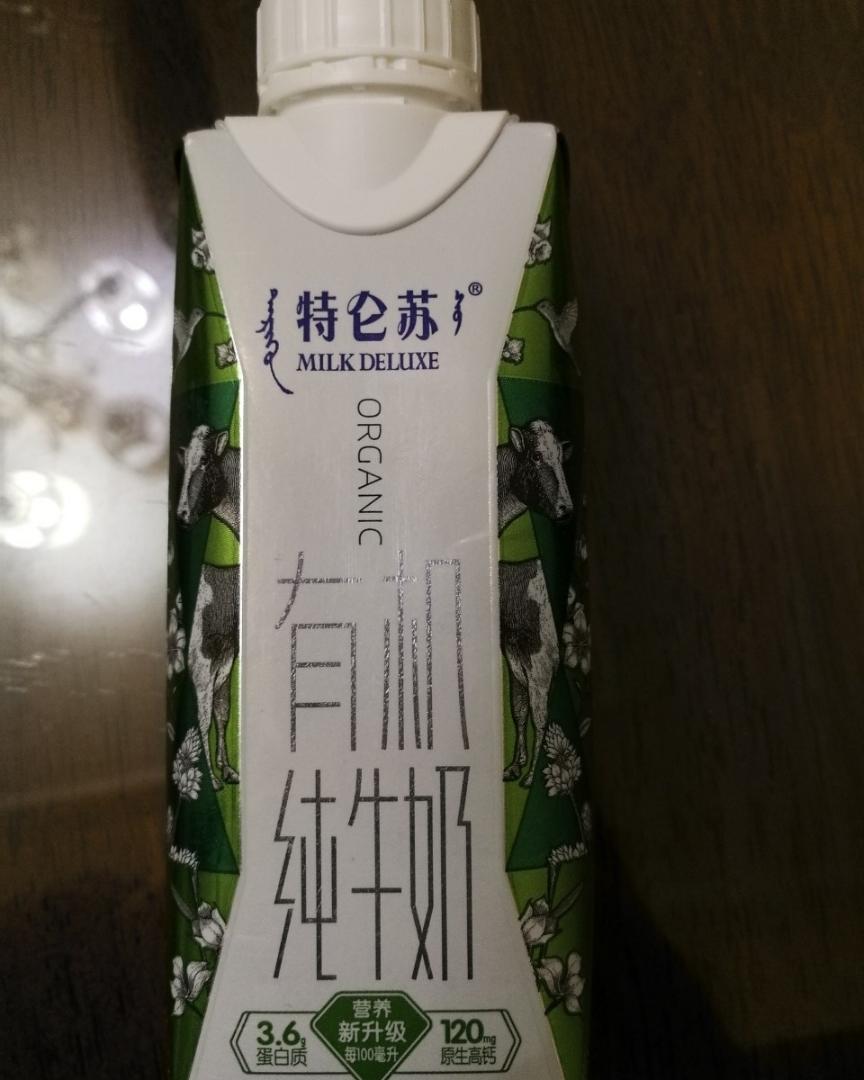 特仑苏®
MILK DELUXE
ORGANIC
有机
纯牛奶
营养
新升级
每100毫升
3.6g
蛋白质
120mg
原生高钙